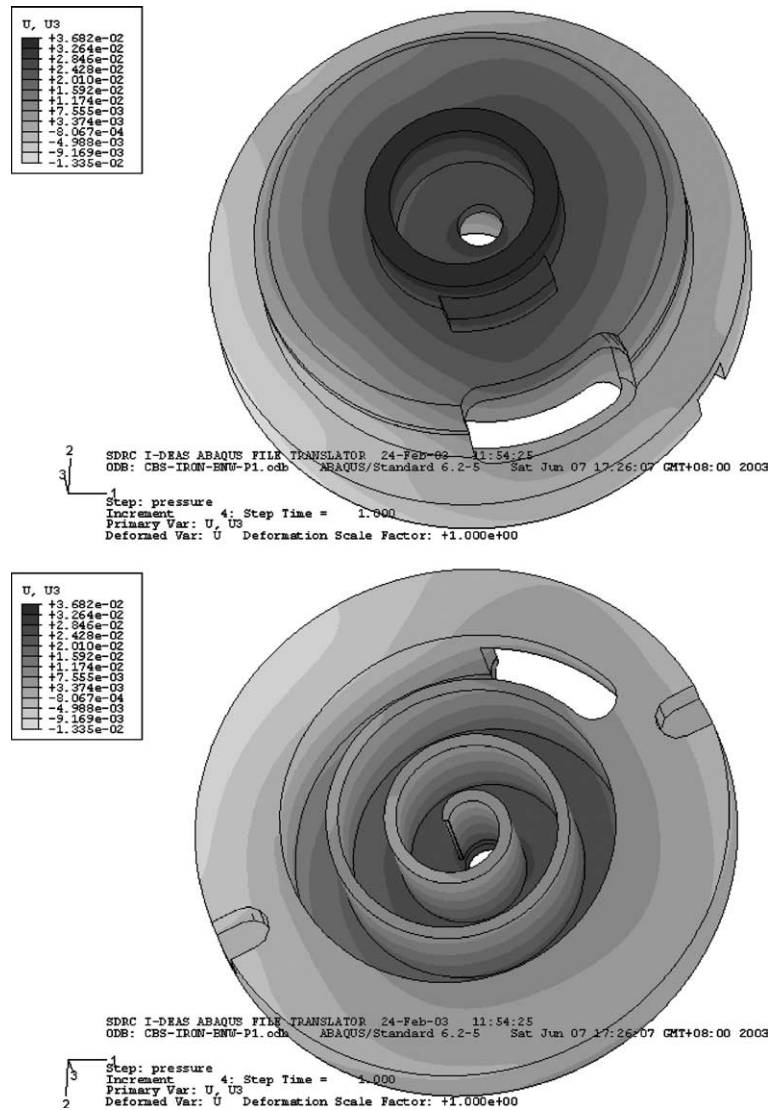 U, U3
+3.682e-02
+3.264e-02
+2.846e-02
+2.428e-02
+2.010e-02
+1.592e-02
+1.174e-02
+7.555e-03
+3.374e-03
-8.067e-04
-4.988e-03
-9.169e-03
-1.335e-02
2
3
1
SDRC I-DEAS ABAQUS FILE TRANSLATOR 24-Feb-03 11:54:25
ODB: CBS-IRON-BNW-P1.odb ABAQUS/Standard 6.2-5 Sat Jun 07 17:26:07 GMT+08:00 2003
Step: pressure
Increment 4: Step Time = 1.000
Primary Var: U, U3
Deformed Var: U Deformation Scale Factor: +1.000e+00
U, U3
+3.682e-02
+3.264e-02
+2.846e-02
+2.428e-02
+2.010e-02
+1.592e-02
+1.174e-02
+7.555e-03
+3.374e-03
-8.067e-04
-4.988e-03
-9.169e-03
-1.335e-02
SDRC I-DEAS ABAQUS FILE TRANSLATOR 24-Feb-03 11:54:25
ODB: CBS-IRON-BNW-P1.odb ABAQUS/Standard 6.2-5 Sat Jun 07 17:26:07 GMT+08:00 2003
1
3
2
Step: pressure
Increment 4: Step Time = 1.000
Primary Var: U, U3
Deformed Var: U Deformation Scale Factor: +1.000e+00